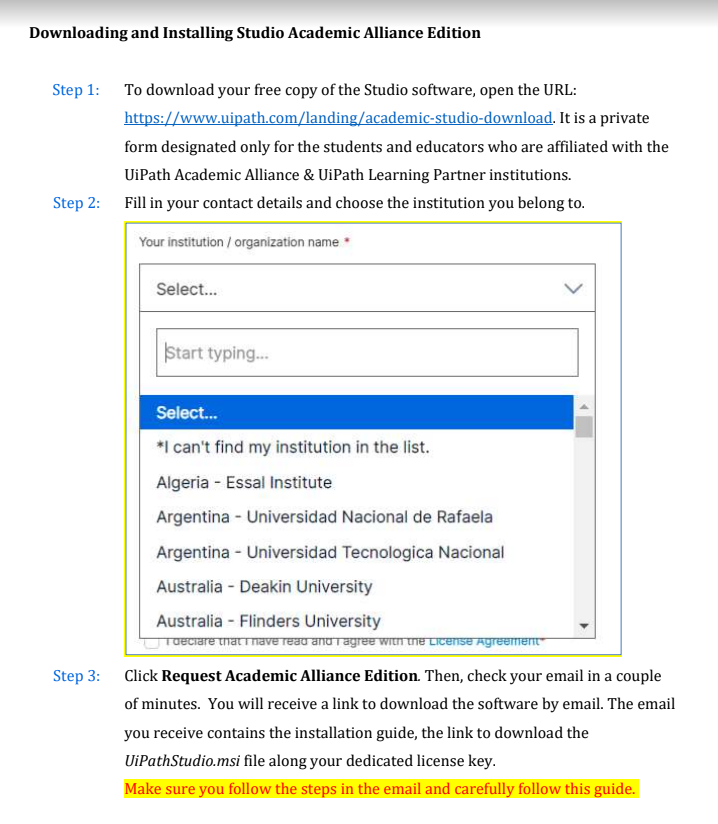 Downloading and Installing Studio Academic Alliance Edition
Step 1: To download your free copy of the Studio software, open the URL:
https://www.uipath.com/landing/academic-studio-download. It is a private
form designated only for the students and educators who are affiliated with the
UiPath Academic Alliance & UiPath Learning Partner institutions.
Step 2: Fill in your contact details and choose the institution you belong to.
Your institution / organization name *
Select...
Start typing...
Select...
*I can't find my institution in the list.
Algeria - Essal Institute
Argentina - Universidad Nacional de Rafaela
Argentina - Universidad Tecnologica Nacional
Australia - Deakin University
Australia - Flinders University
I declare that I have read and I agree with the License Agreement*
Step 3: Click Request Academic Alliance Edition. Then, check your email in a couple
of minutes. You will receive a link to download the software by email. The email
you receive contains the installation guide, the link to download the
UiPathStudio.msi file along your dedicated license key.
Make sure you follow the steps in the email and carefully follow this guide.